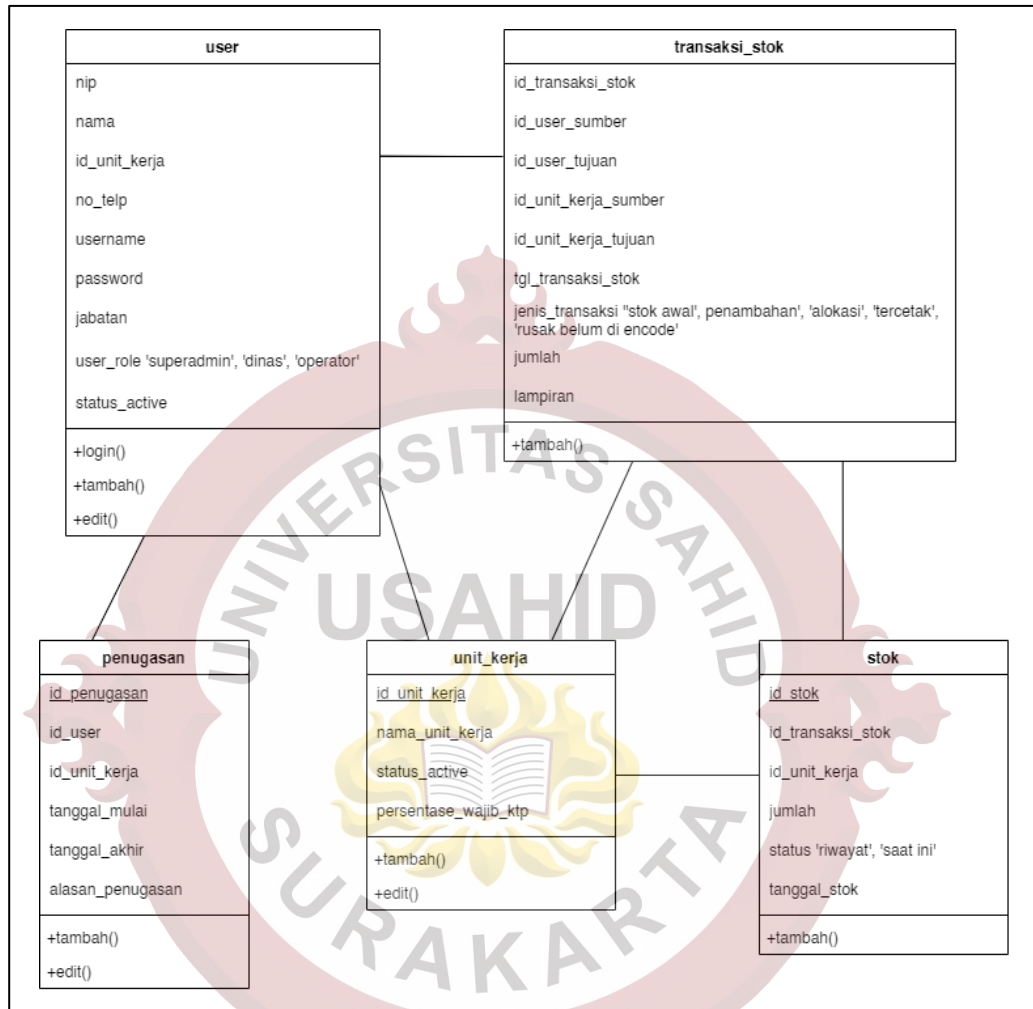 user
nip
nama
id_unit_kerja
no_telp
username
password
jabatan
user_role 'superadmin', 'dinas', 'operator'
status_active
+login()
+tambah()
+edit()
transaksi_stok
id_transaksi_stok
id_user_sumber
id_user_tujuan
id_unit_kerja_sumber
id_unit_kerja_tujuan
tgl_transaksi_stok
jenis_transaksi "stok awal', penambahan', 'alokasi', 'tercetak',
'rusak belum di encode'
jumlah
lampiran
+tambah()
penugasan
id_penugasan
id_user
id_unit_kerja
tanggal_mulai
tanggal_akhir
alasan_penugasan
+tambah()
+edit()
unit_kerja
id_unit_kerja
nama_unit_kerja
status_active
persentase_wajib_ktp
+tambah()
+edit()
stok
id_stok
id_transaksi_stok
id_unit_kerja
jumlah
status 'riwayat', 'saat ini'
tanggal_stok
+tambah()
UNIVERSITAS SAHID
USAHID
SURAKARTA